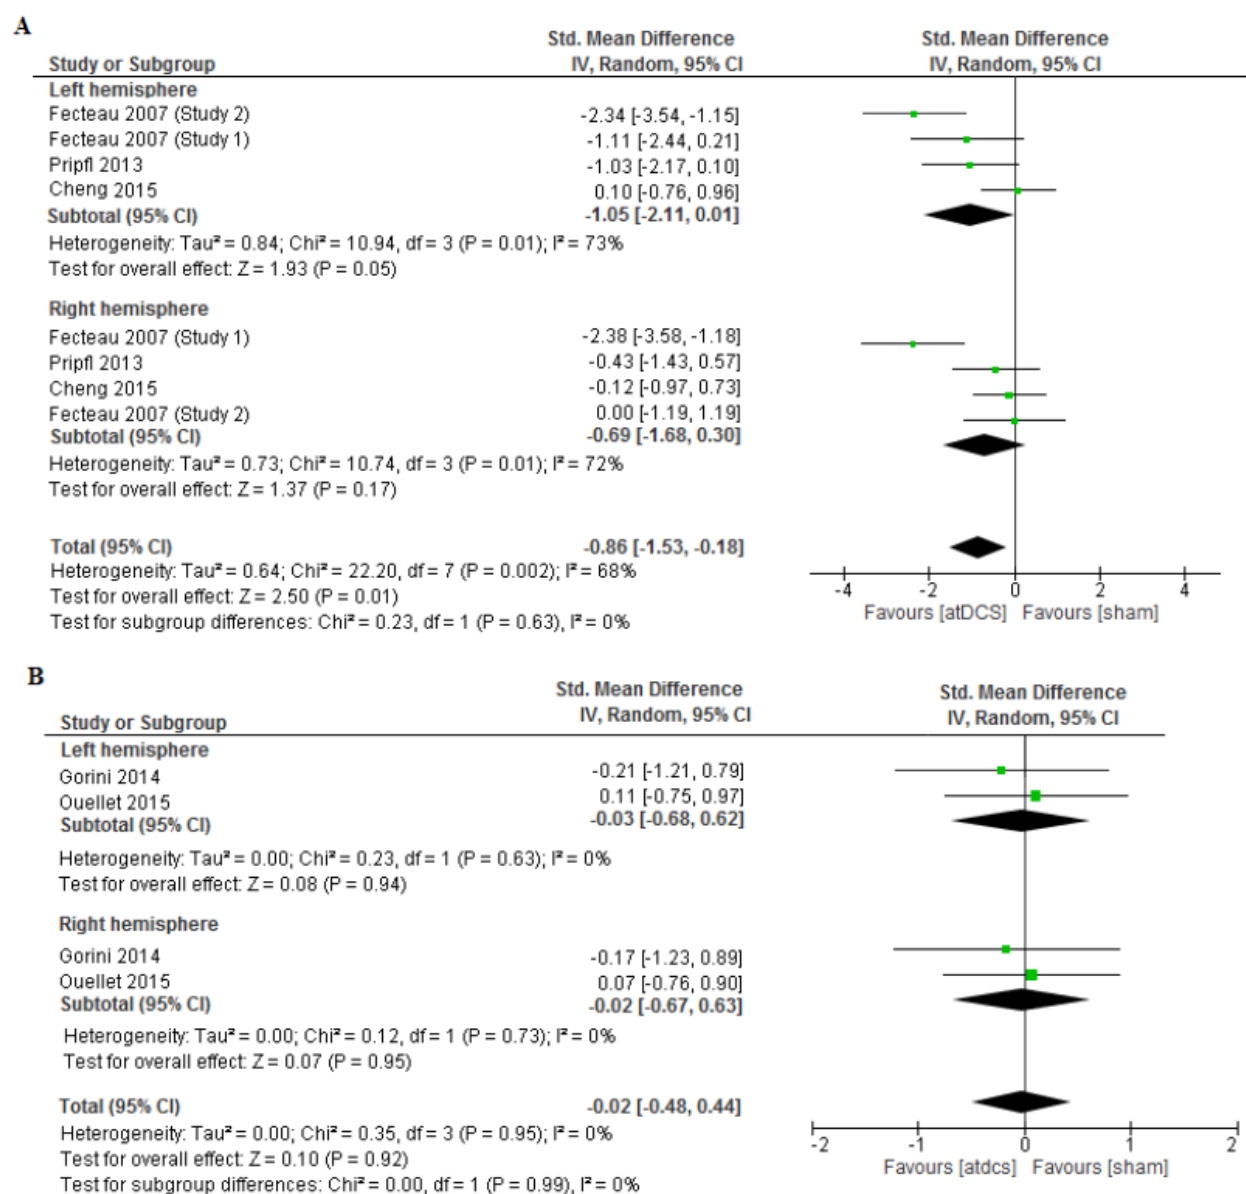 A
Std. Mean Difference Std. Mean Difference
Study or Subgroup IV, Random, 95% CI IV, Random, 95% CI
Left hemisphere
Fecteau 2007 (Study 2) -2.34 [-3.54, -1.15]
Fecteau 2007 (Study 1) -1.11 [-2.44, 0.21]
Pripfl 2013 -1.03 [-2.17, 0.10]
Cheng 2015 0.10 [-0.76, 0.96]
Subtotal (95% CI) -1.05 [-2.11, 0.01]
Heterogeneity: Tau² = 0.84; Chi² = 10.94, df = 3 (P = 0.01); I² = 73%
Test for overall effect: Z = 1.93 (P = 0.05)
Right hemisphere
Fecteau 2007 (Study 1) -2.38 [-3.58, -1.18]
Pripfl 2013 -0.43 [-1.43, 0.57]
Cheng 2015 -0.12 [-0.97, 0.73]
Fecteau 2007 (Study 2) 0.00 [-1.19, 1.19]
Subtotal (95% CI) -0.69 [-1.68, 0.30]
Heterogeneity: Tau² = 0.73; Chi² = 10.74, df = 3 (P = 0.01); I² = 72%
Test for overall effect: Z = 1.37 (P = 0.17)
Total (95% CI) -0.86 [-1.53, -0.18]
Heterogeneity: Tau² = 0.64; Chi² = 22.20, df = 7 (P = 0.002); I² = 68%
Test for overall effect: Z = 2.50 (P = 0.01)
Test for subgroup differences: Chi² = 0.23, df = 1 (P = 0.63), I² = 0%
-4 -2 0 2 4
Favours [atDCS] Favours [sham]
B
Std. Mean Difference Std. Mean Difference
Study or Subgroup IV, Random, 95% CI IV, Random, 95% CI
Left hemisphere
Gorini 2014 -0.21 [-1.21, 0.79]
Ouellet 2015 0.11 [-0.75, 0.97]
Subtotal (95% CI) -0.03 [-0.68, 0.62]
Heterogeneity: Tau² = 0.00; Chi² = 0.23, df = 1 (P = 0.63); I² = 0%
Test for overall effect: Z = 0.08 (P = 0.94)
Right hemisphere
Gorini 2014 -0.17 [-1.23, 0.89]
Ouellet 2015 0.07 [-0.76, 0.90]
Subtotal (95% CI) -0.02 [-0.67, 0.63]
Heterogeneity: Tau² = 0.00; Chi² = 0.12, df = 1 (P = 0.73); I² = 0%
Test for overall effect: Z = 0.07 (P = 0.95)
Total (95% CI) -0.02 [-0.48, 0.44]
Heterogeneity: Tau² = 0.00; Chi² = 0.35, df = 3 (P = 0.95); I² = 0%
Test for overall effect: Z = 0.10 (P = 0.92)
Test for subgroup differences: Chi² = 0.00, df = 1 (P = 0.99), I² = 0%
-2 -1 0 1 2
Favours [atdcs] Favours [sham]